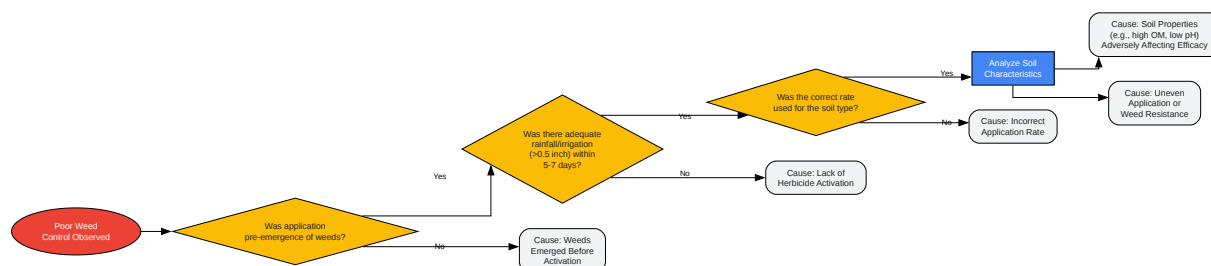 Poor Weed
Control Observed
Was application
pre-emergence of weeds?
Yes
No
Cause: Weeds
Emerged Before
Activation
Was there adequate
rainfall/irrigation
(>0.5 inch) within
5-7 days?
Yes
No
Cause: Lack of
Herbicide Activation
Was the correct rate
used for the soil type?
Yes
No
Cause: Incorrect
Application Rate
Analyze Soil
Characteristics
Cause: Soil Properties
(e.g., high OM, low pH)
Adversely Affecting Efficacy
Cause: Uneven
Application or
Weed Resistance